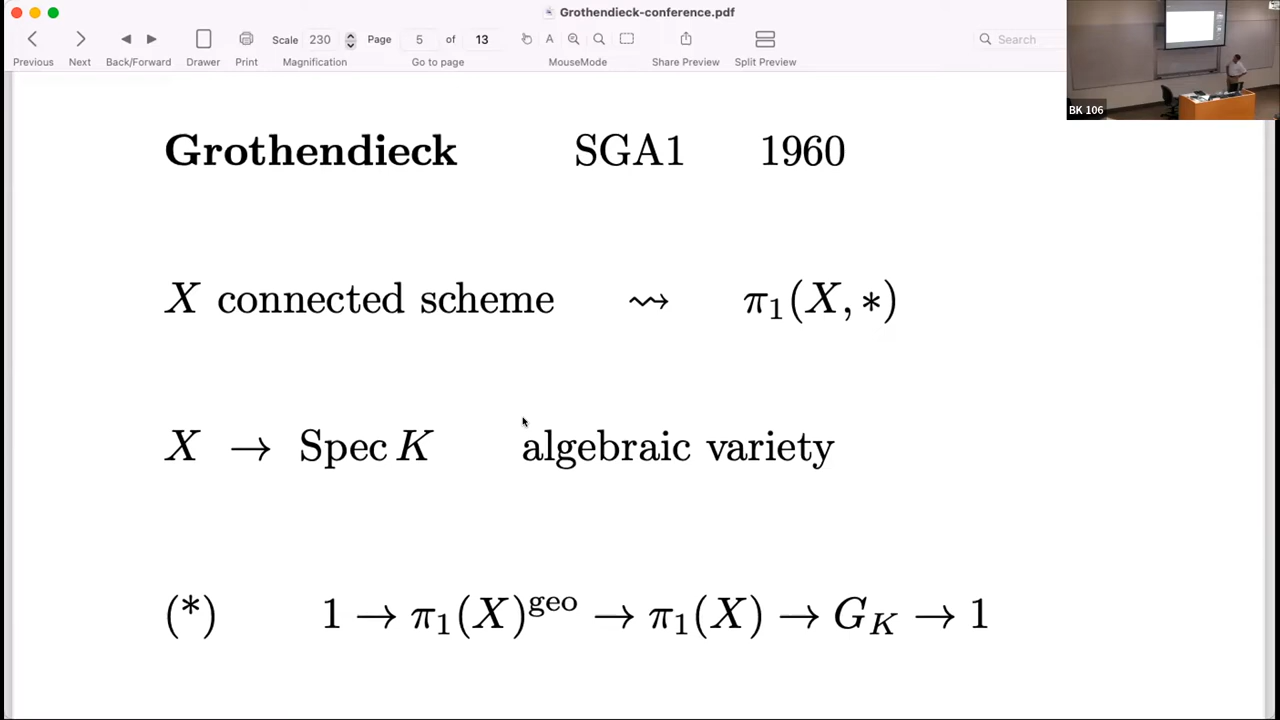 Grothendieck-conference.pdf
Previous Next Back/Forward Drawer Print Scale 230 Magnification Page 5 of 13 Go to page A MouseMode Share Preview Split Preview Search
BK 106
Grothendieck SGA1 1960
X connected scheme ⇝ π₁(X, *)
X → Spec K algebraic variety
(*) 1 → π₁(X)^geo → π₁(X) → G_K → 1